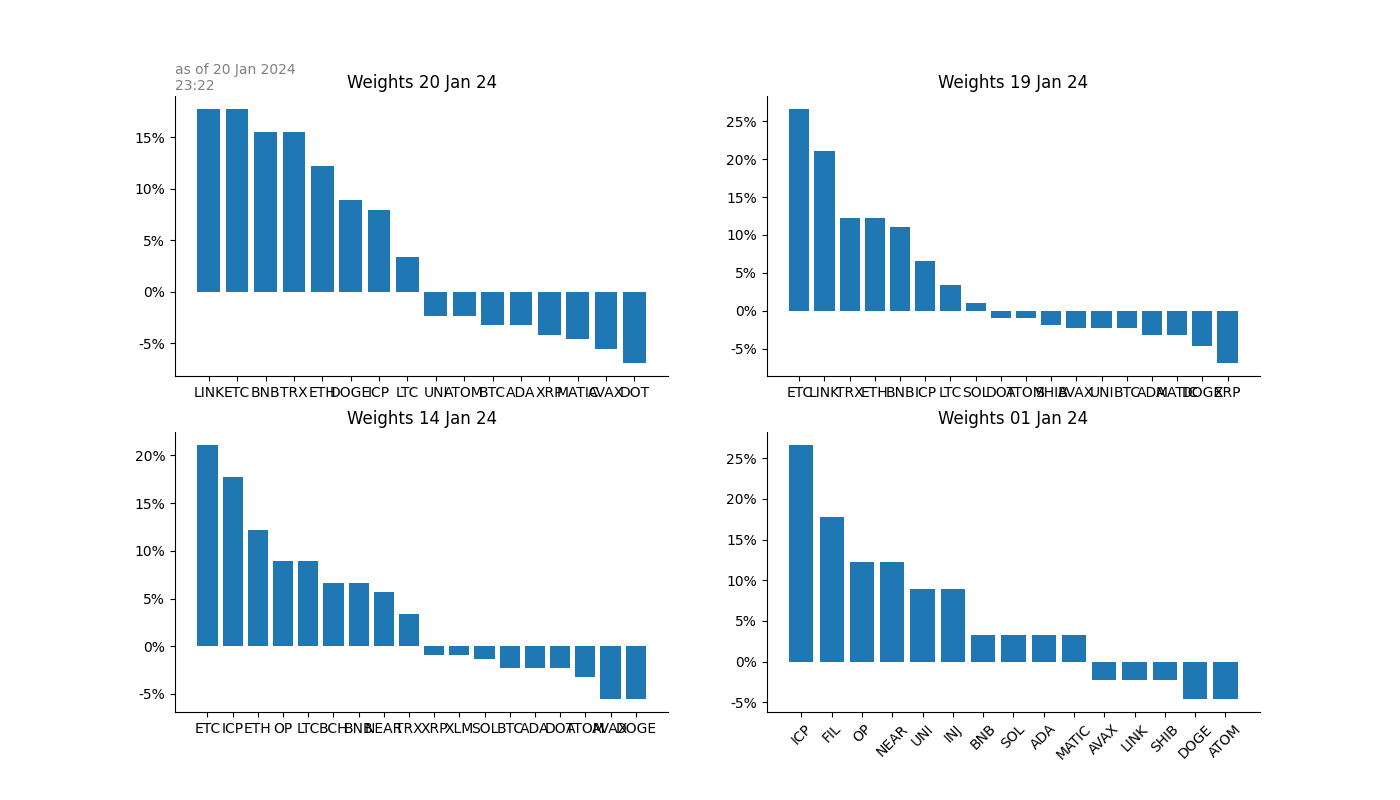 as of 20 Jan 2024
23:22
Weights 20 Jan 24
15%
10%
5%
0%
-5%
LINK ETC BNB TRX ETH DOGE ICP LTC UNI ATOM BTC ADA XRP MATIC AVAX DOT
Weights 19 Jan 24
25%
20%
15%
10%
5%
0%
-5%
ETC LINK TRX ETH BNB ICP LTC SOL DOT ATOM SHIB AVAX UNI BTC ADA MATIC DOGE XRP
Weights 14 Jan 24
20%
15%
10%
5%
0%
-5%
ETC ICP ETH OP LTC BCH BNB NEAR TRX XRP XLM SOL BTC ADA DOT ATOM AVAX DOGE
Weights 01 Jan 24
25%
20%
15%
10%
5%
0%
-5%
ICP FIL OP NEAR UNI INJ BNB SOL ADA MATIC AVAX LINK SHIB DOGE ATOM